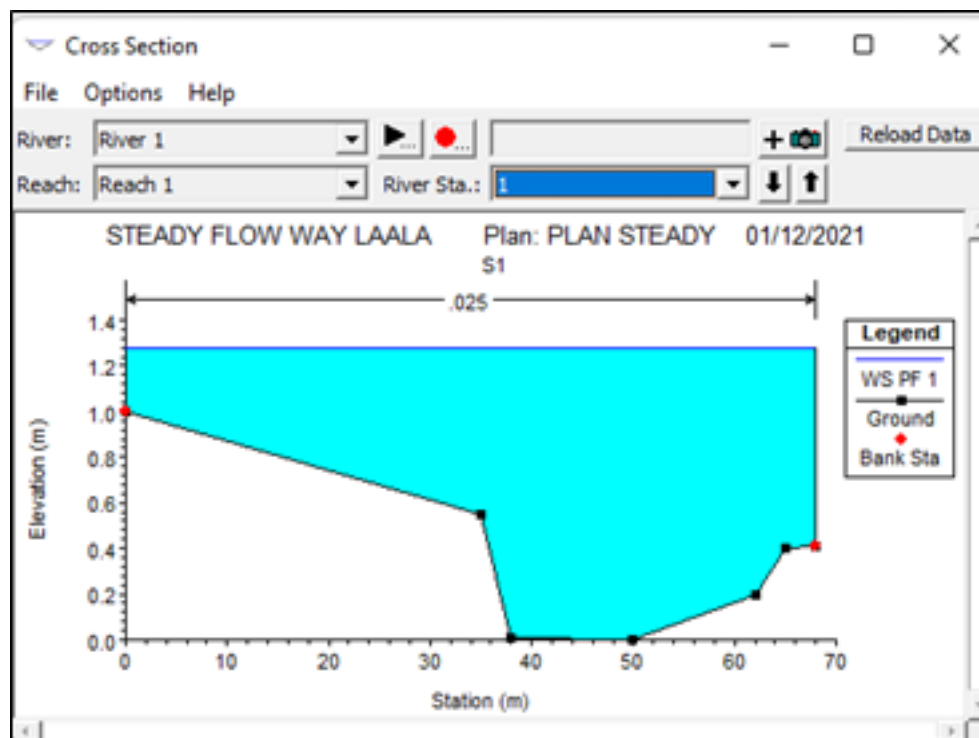 Cross Section
File Options Help
River: River 1 ... ... + Reload Data
Reach: Reach 1 River Sta.: 1
STEADY FLOW WAY LAALA Plan: PLAN STEADY 01/12/2021
S1
.025
1.4
1.2
1.0
0.8
0.6
0.4
0.2
0.0
Elevation (m)
0 10 20 30 40 50 60 70
Station (m)
Legend
WS PF 1
Ground
Bank Sta